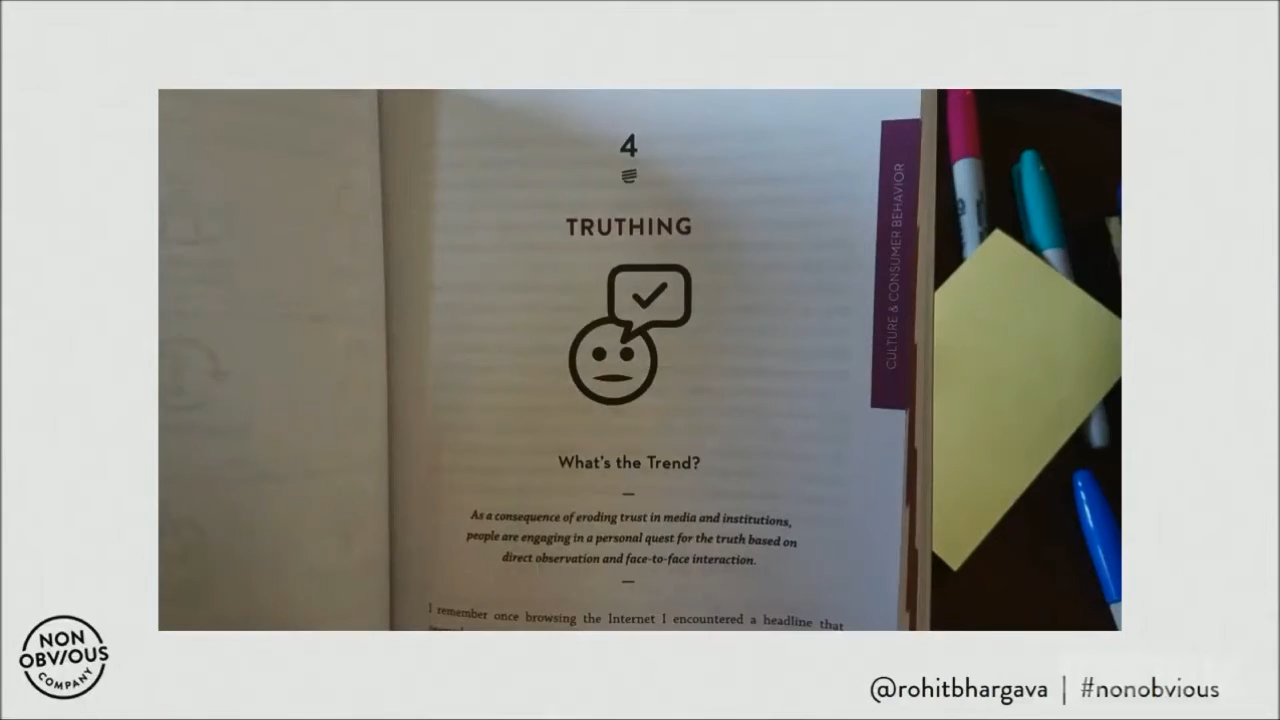 4
TRUTHING
What's the Trend?
As a consequence of eroding trust in media and institutions,
people are engaging in a personal quest for the truth based on
direct observation and face-to-face interaction.
I remember once browsing the Internet I encountered a headline that
CULTURE & CONSUMER BEHAVIOR
NON
OBV/OUS
COMPANY
@rohitbhargava | #nonobvious